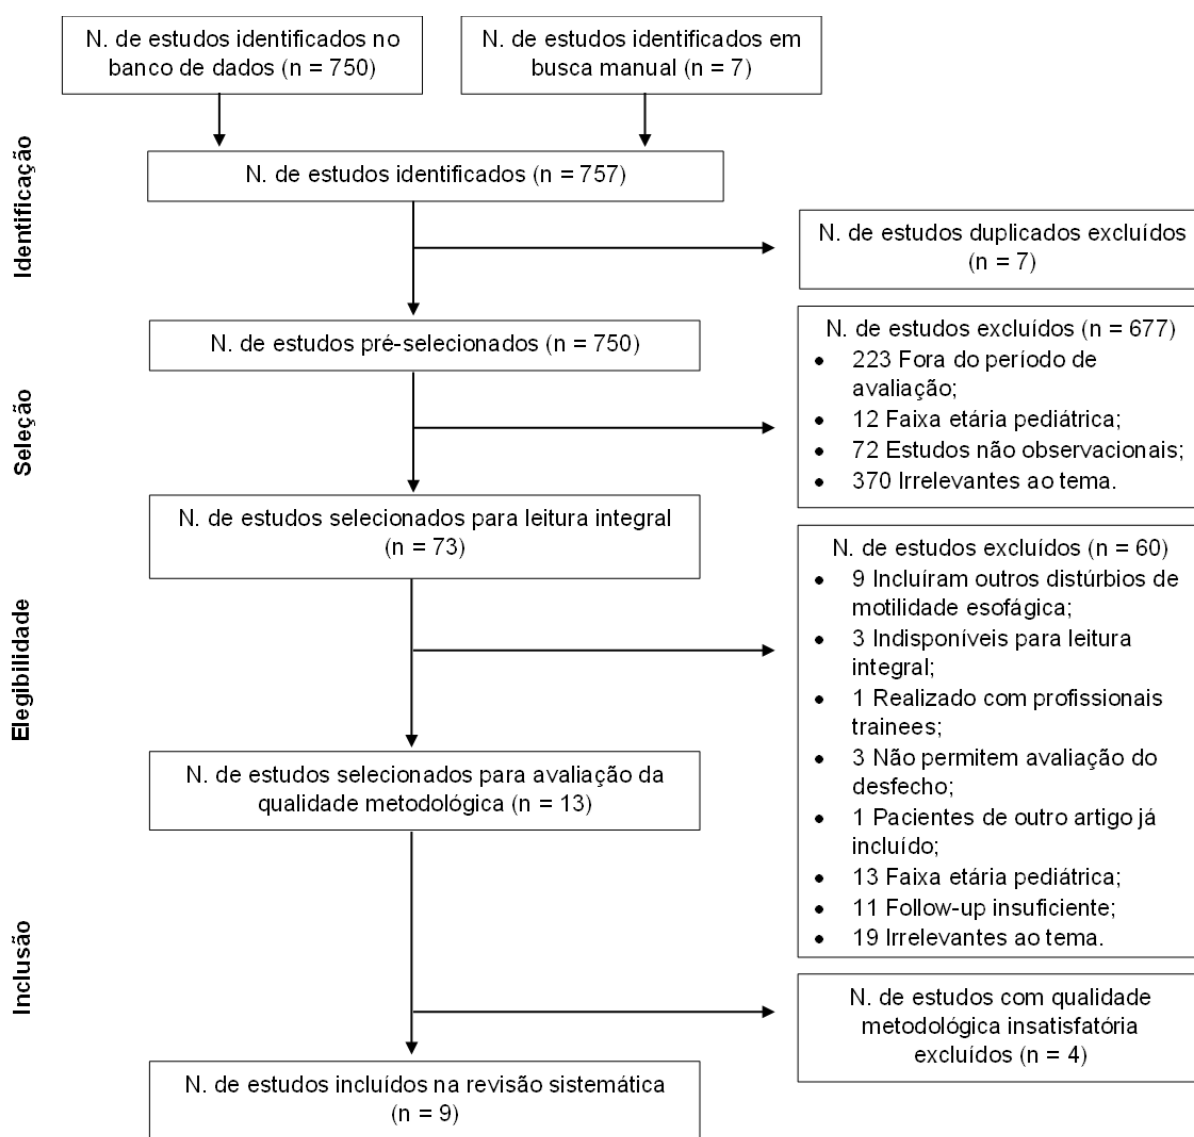 N. de estudos identificados no
banco de dados (n = 750)
N. de estudos identificados em
busca manual (n = 7)
Identificação
N. de estudos identificados (n = 757)
N. de estudos duplicados excluídos
(n = 7)
N. de estudos pré-selecionados (n = 750)
Seleção
N. de estudos excluídos (n = 677)
• 223 Fora do período de
avaliação;
• 12 Faixa etária pediátrica;
• 72 Estudos não observacionais;
• 370 Irrelevantes ao tema.
N. de estudos selecionados para leitura integral
(n = 73)
Elegibilidade
N. de estudos excluídos (n = 60)
• 9 Incluíram outros distúrbios de
motilidade esofágica;
• 3 Indisponíveis para leitura
integral;
• 1 Realizado com profissionais
trainees;
• 3 Não permitem avaliação do
desfecho;
• 1 Pacientes de outro artigo já
incluído;
• 13 Faixa etária pediátrica;
• 11 Follow-up insuficiente;
• 19 Irrelevantes ao tema.
N. de estudos selecionados para avaliação da
qualidade metodológica (n = 13)
Inclusão
N. de estudos com qualidade
metodológica insatisfatória
excluídos (n = 4)
N. de estudos incluídos na revisão sistemática
(n = 9)